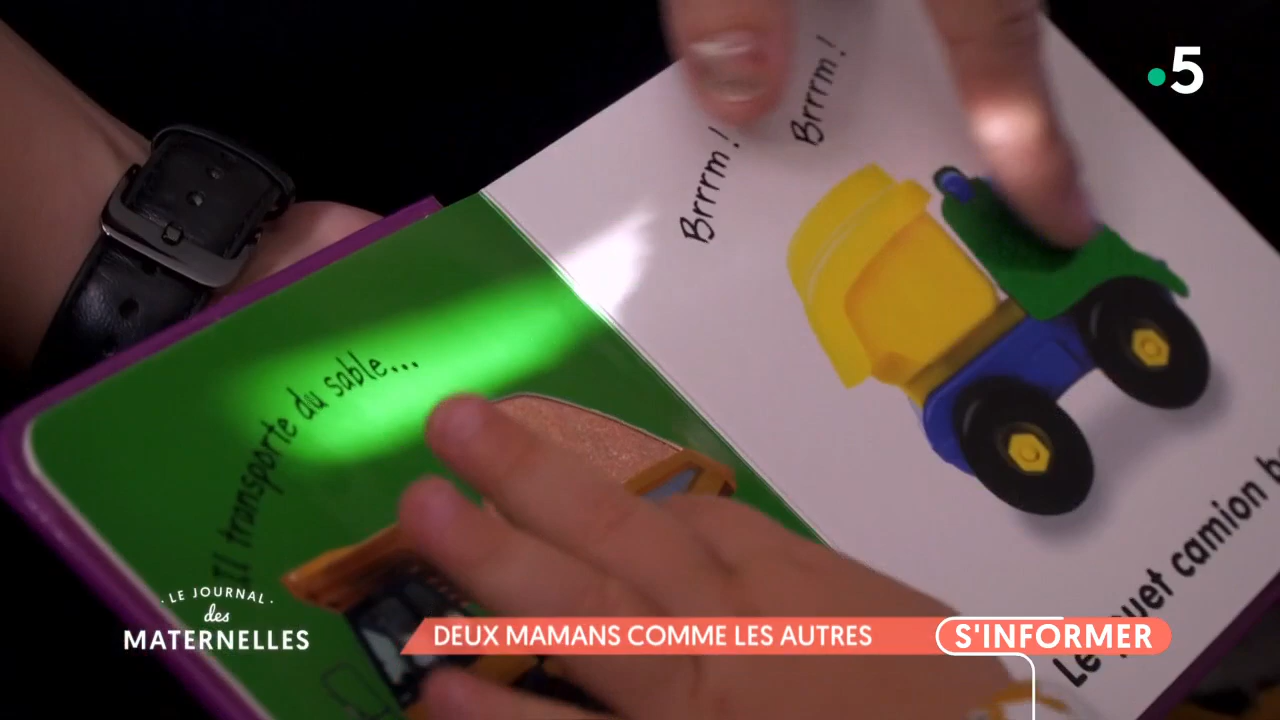 5
Brrrm !
Brrrm !
Il transporte du sable...
Le jouet camion
· LE JOURNAL ·
des
MATERNELLES
DEUX MAMANS COMME LES AUTRES
S'INFORMER